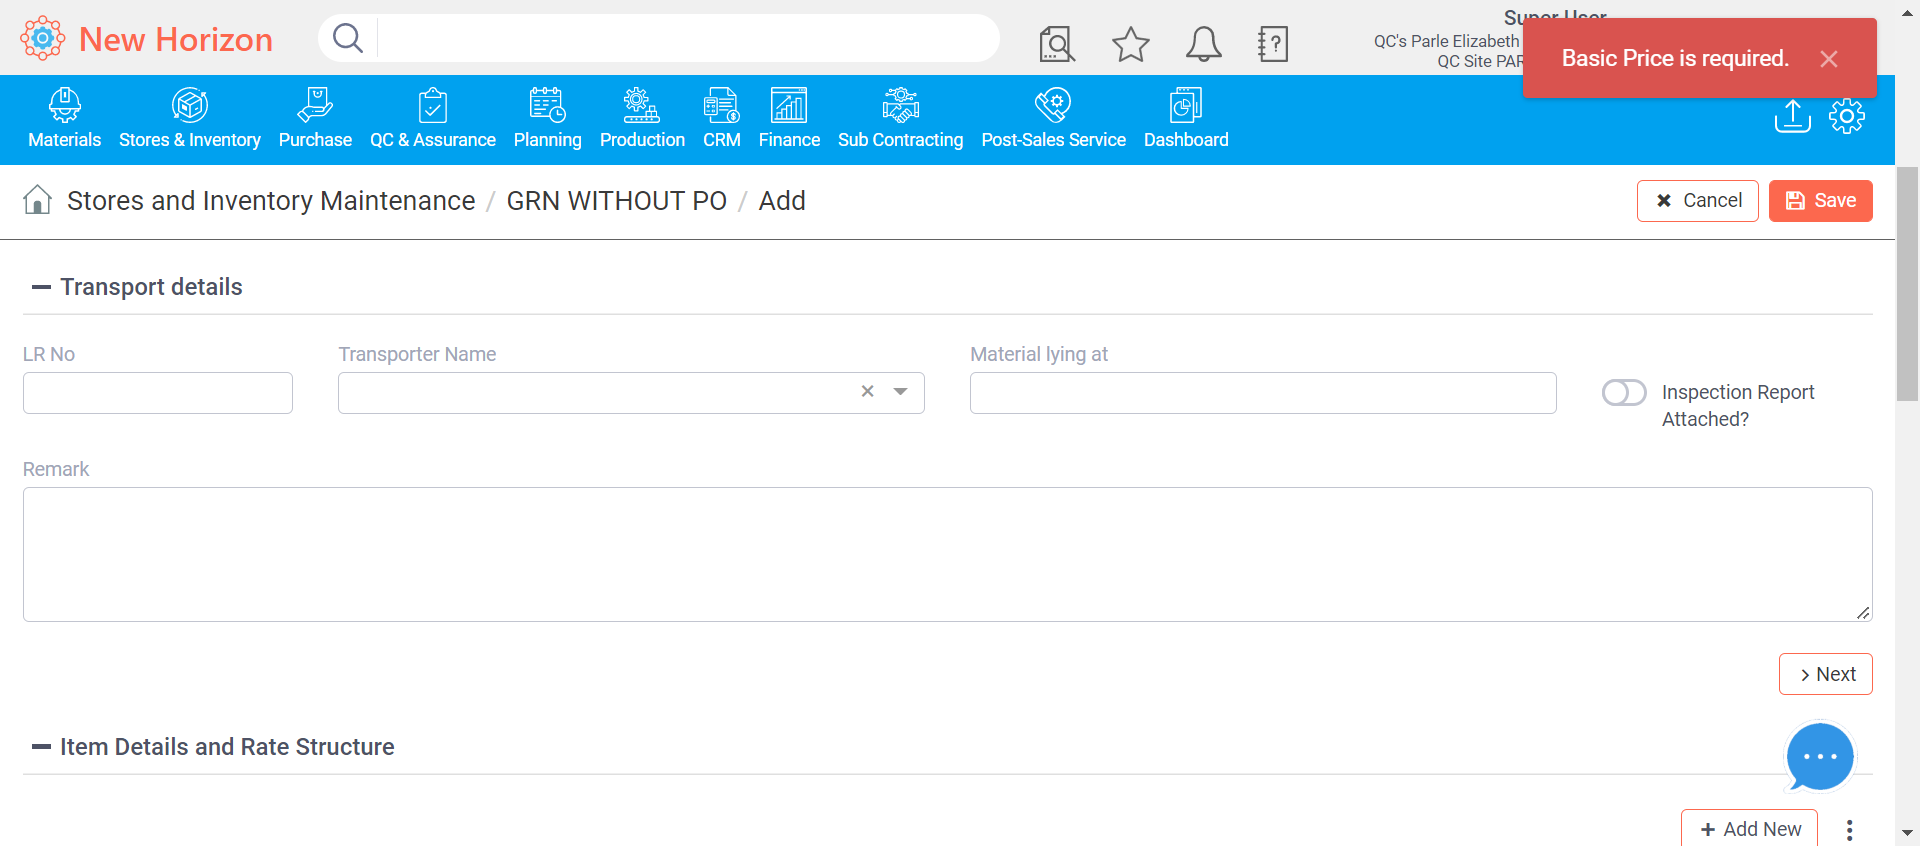 New Horizon
Super User
QC's Parle Elizabeth
QC Site PAR
Basic Price is required.
Materials
Stores & Inventory
Purchase
QC & Assurance
Planning
Production
CRM
Finance
Sub Contracting
Post-Sales Service
Dashboard
Stores and Inventory Maintenance / GRN WITHOUT PO / Add
Cancel
Save
Transport details
LR No
Transporter Name
Material lying at
Inspection Report
Attached?
Remark
Next
Item Details and Rate Structure
Add New